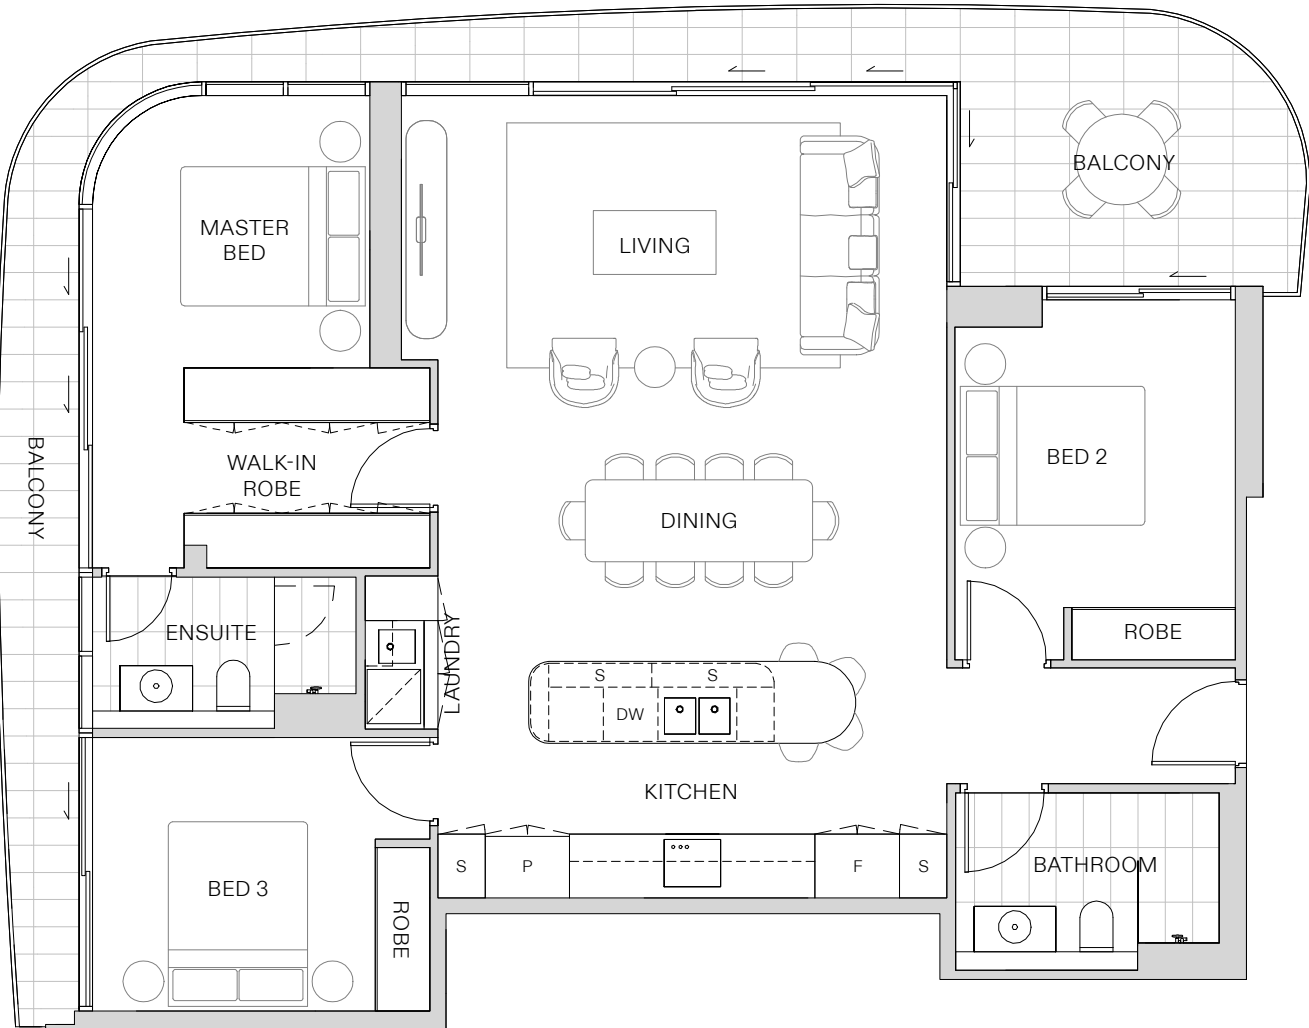 BALCONY
MASTER
BED
LIVING
BALCONY
WALK-IN
ROBE
BED 2
DINING
ENSUITE
LAUNDRY
ROBE
S
S
DW
KITCHEN
S
P
F
S
BATHROOM
BED 3
ROBE